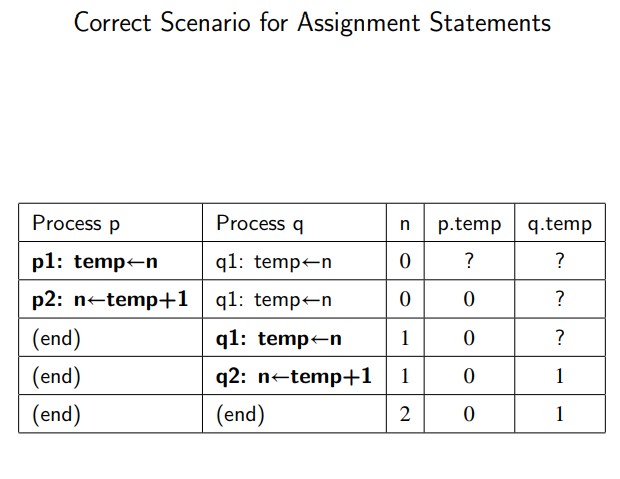 Correct Scenario for Assignment Statements
Process p Process q n p.temp q.temp
p1: temp←n q1: temp←n 0 ? ?
p2: n←temp+1 q1: temp←n 0 0 ?
(end) q1: temp←n 1 0 ?
(end) q2: n←temp+1 1 0 1
(end) (end) 2 0 1